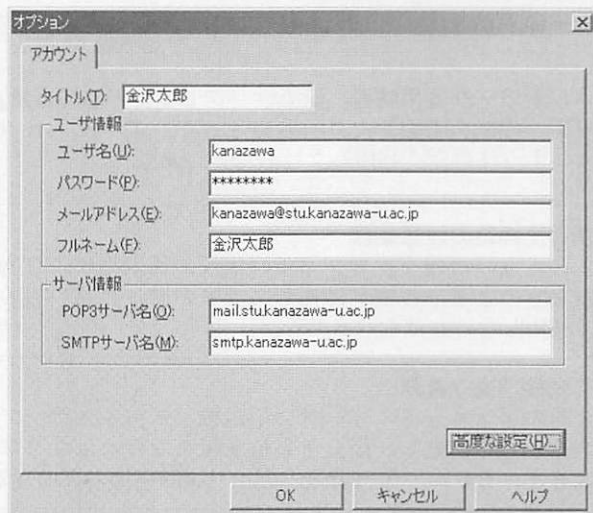 オプション
アカウント
タイトル(T): 金沢太郎
ユーザ情報
ユーザ名(U): kanazawa
パスワード(P): ********
メールアドレス(E): kanazawa@stu.kanazawa-u.ac.jp
フルネーム(F): 金沢太郎
サーバ情報
POP3サーバ名(O): mail.stu.kanazawa-u.ac.jp
SMTPサーバ名(M): smtp.kanazawa-u.ac.jp
高度な設定(H)...
OK キャンセル ヘルプ